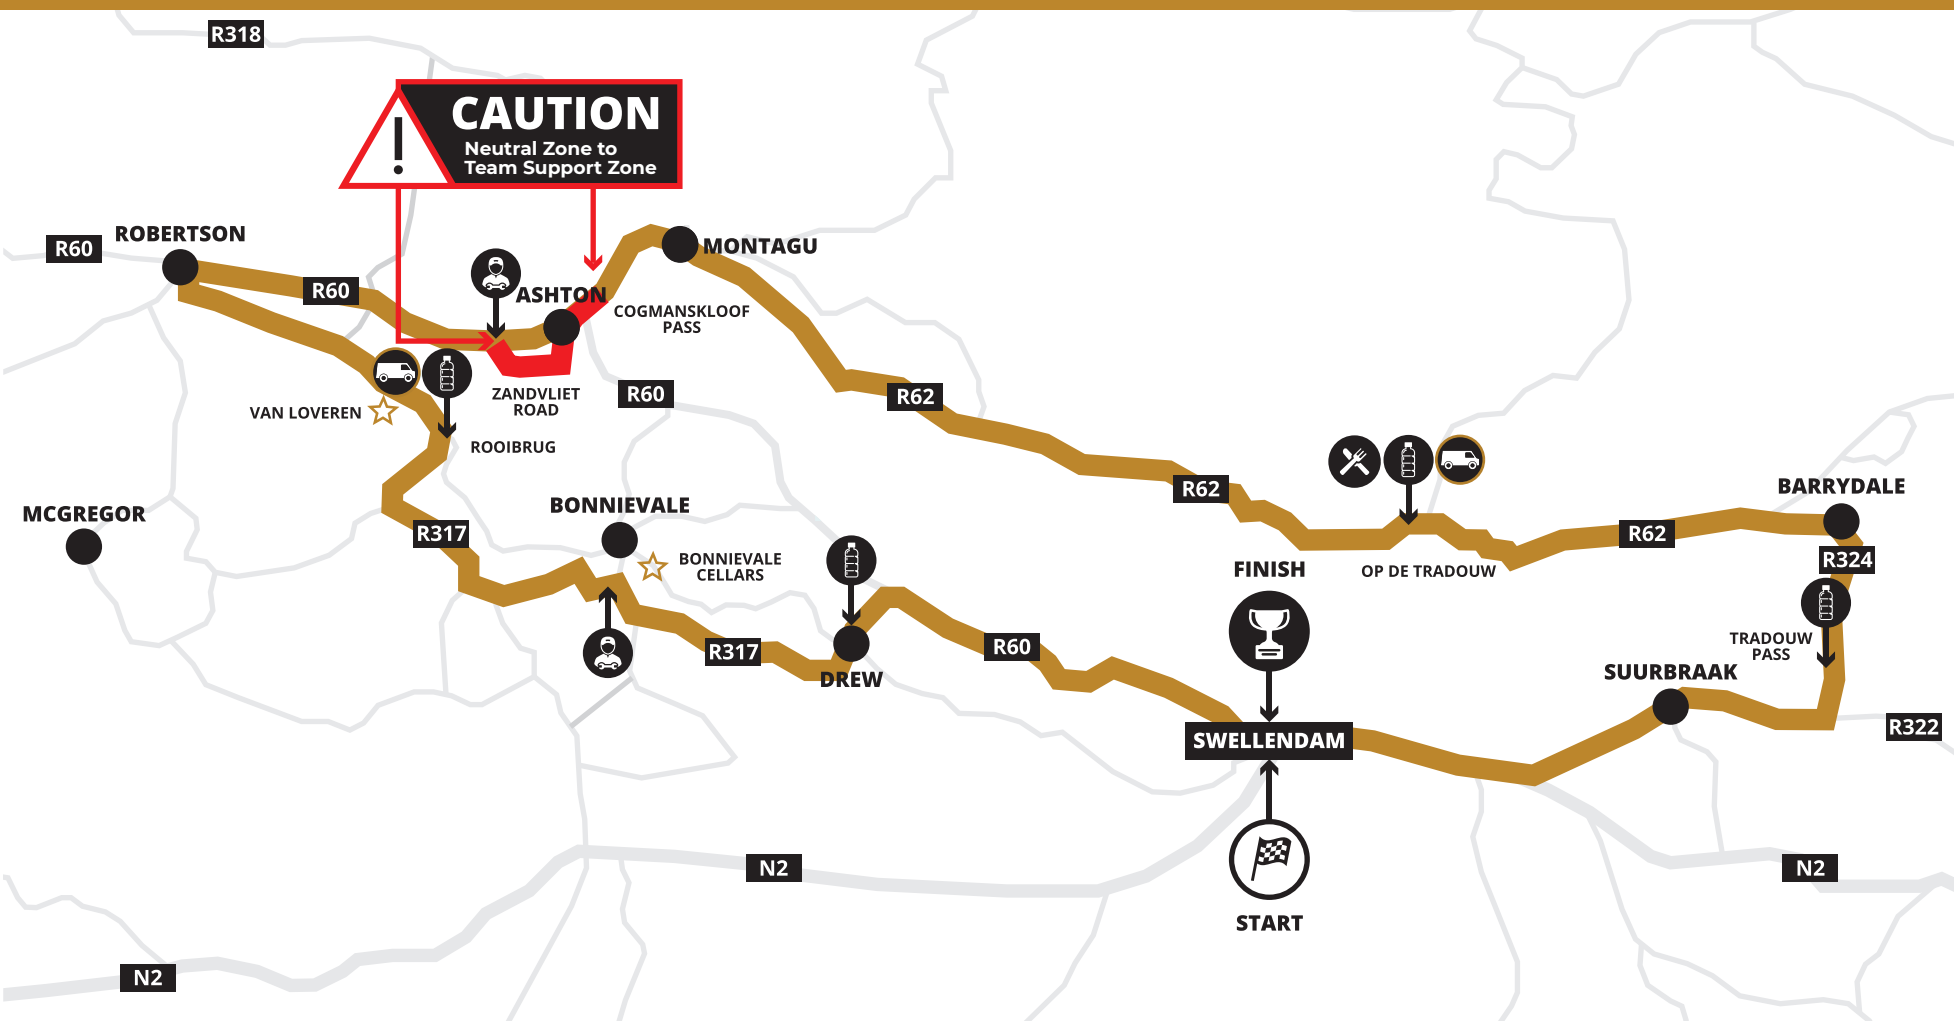 R318
CAUTION
Neutral Zone to
Team Support Zone
ROBERTSON
R60
MONTAGU
R60
ASHTON
COGMANSKLOOF
PASS
ZANDVLIET
ROAD
R60
R62
VAN LOVEREN
ROOIBRUG
R62
BARRYDALE
MCGREGOR
BONNIEVALE
R317
R62
BONNIEVALE
CELLARS
FINISH
OP DE TRADOUW
R324
R317
R60
TRADOUW
PASS
DREW
SUURBRAAK
R322
SWELLENDAM
N2
N2
START
N2